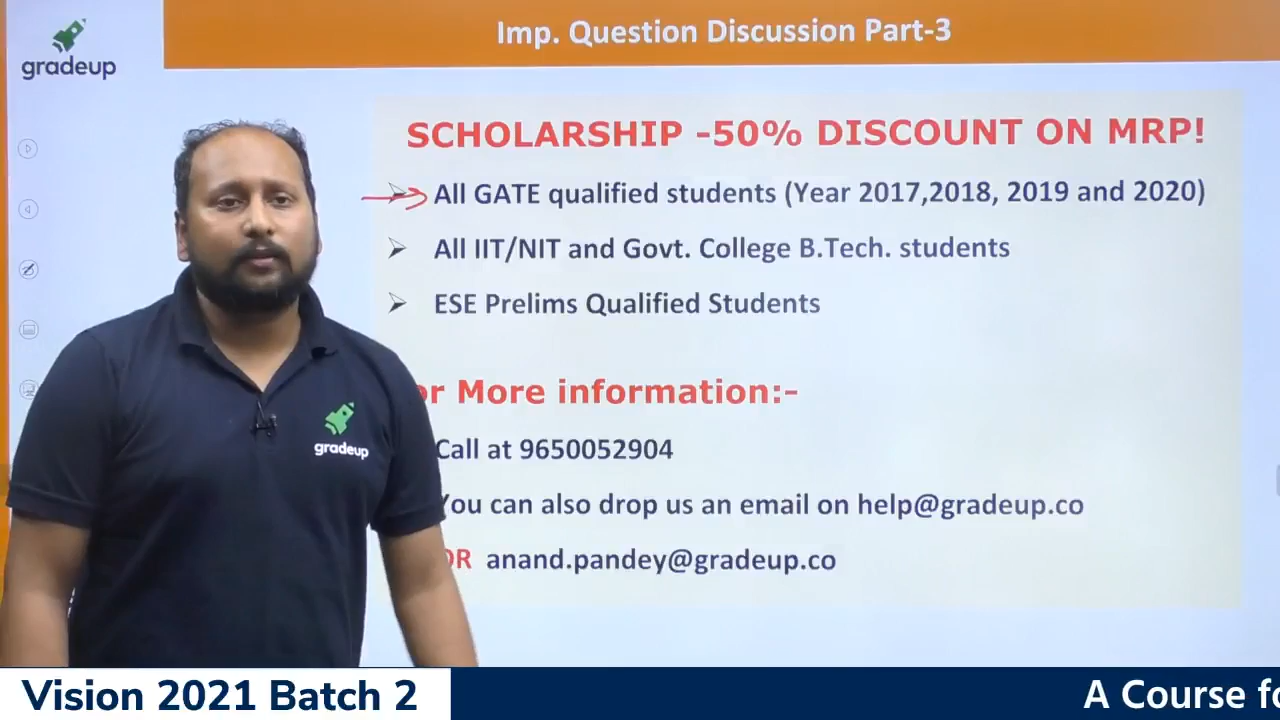 gradeup
Imp. Question Discussion Part-3
SCHOLARSHIP -50% DISCOUNT ON MRP!
All GATE qualified students (Year 2017,2018, 2019 and 2020)
All IIT/NIT and Govt. College B.Tech. students
ESE Prelims Qualified Students
or More information:-
Call at 9650052904
You can also drop us an email on help@gradeup.co
OR anand.pandey@gradeup.co
gradeup
Vision 2021 Batch 2
A Course fo